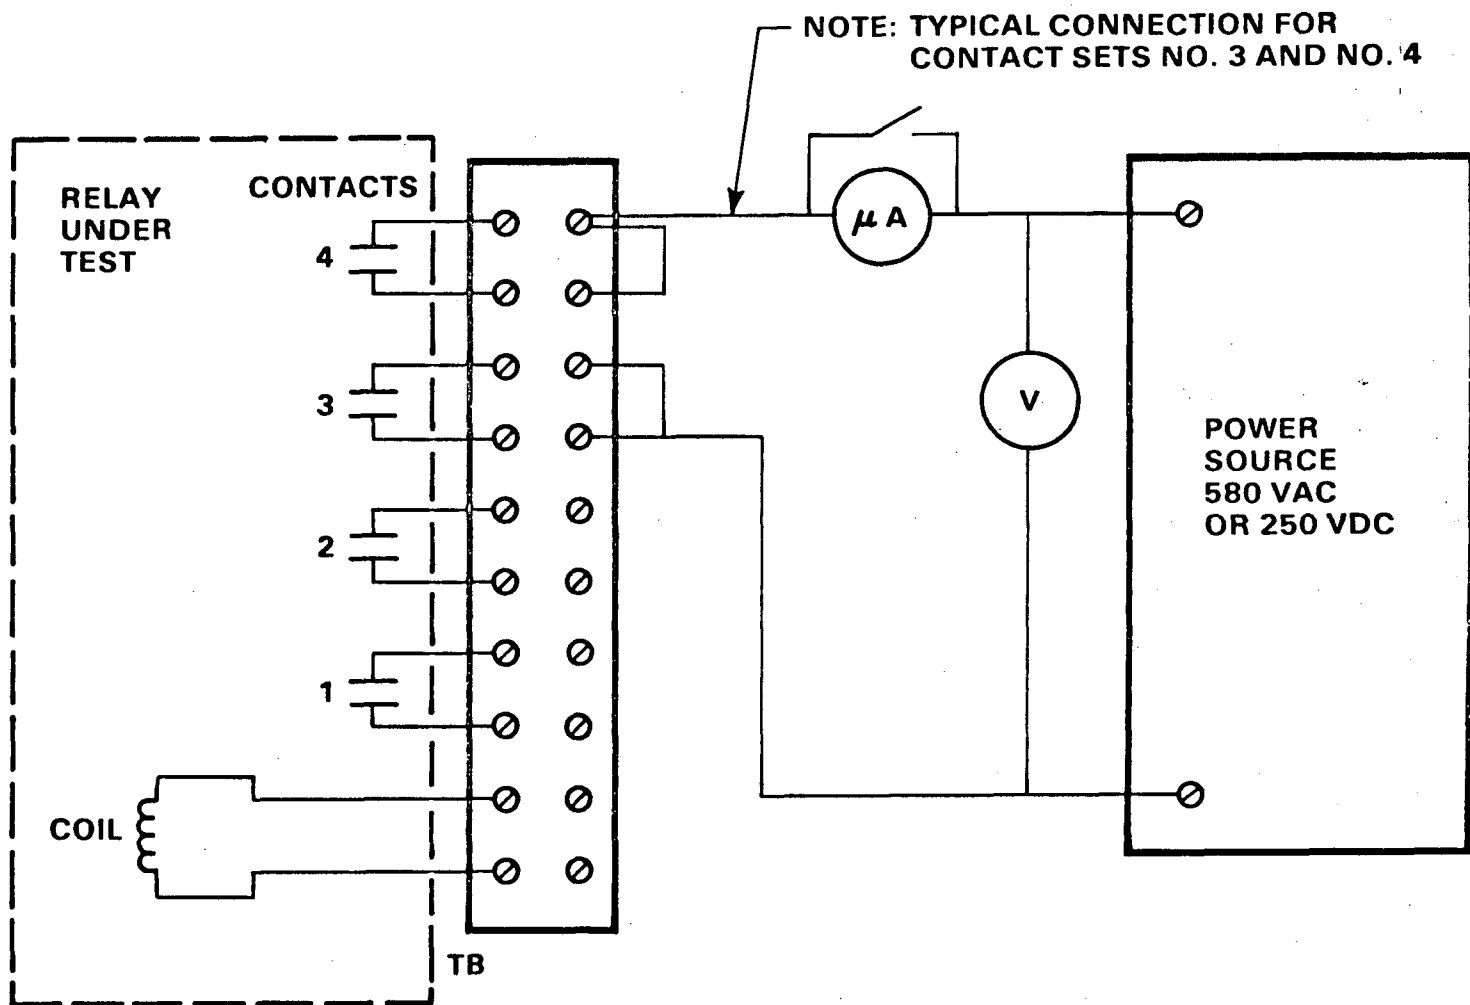 NOTE: TYPICAL CONNECTION FOR
CONTACT SETS NO. 3 AND NO. 4
RELAY
UNDER
TEST
CONTACTS
4
3
2
1
COIL
TB
μA
V
POWER
SOURCE
580 VAC
OR 250 VDC